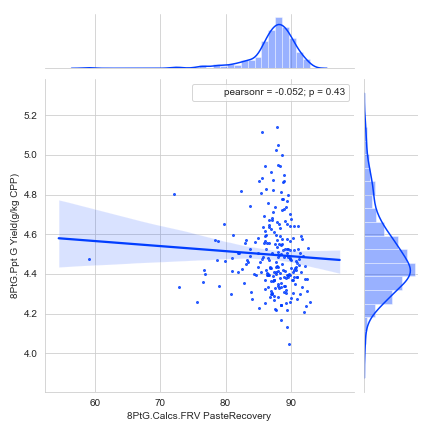 pearsonr = -0.052; p = 0.43
8PtG.Ppt G Yield(g/kg CPP)
5.2
5.0
4.8
4.6
4.4
4.2
4.0
60 70 80 90
8PtG.Calcs.FRV PasteRecovery